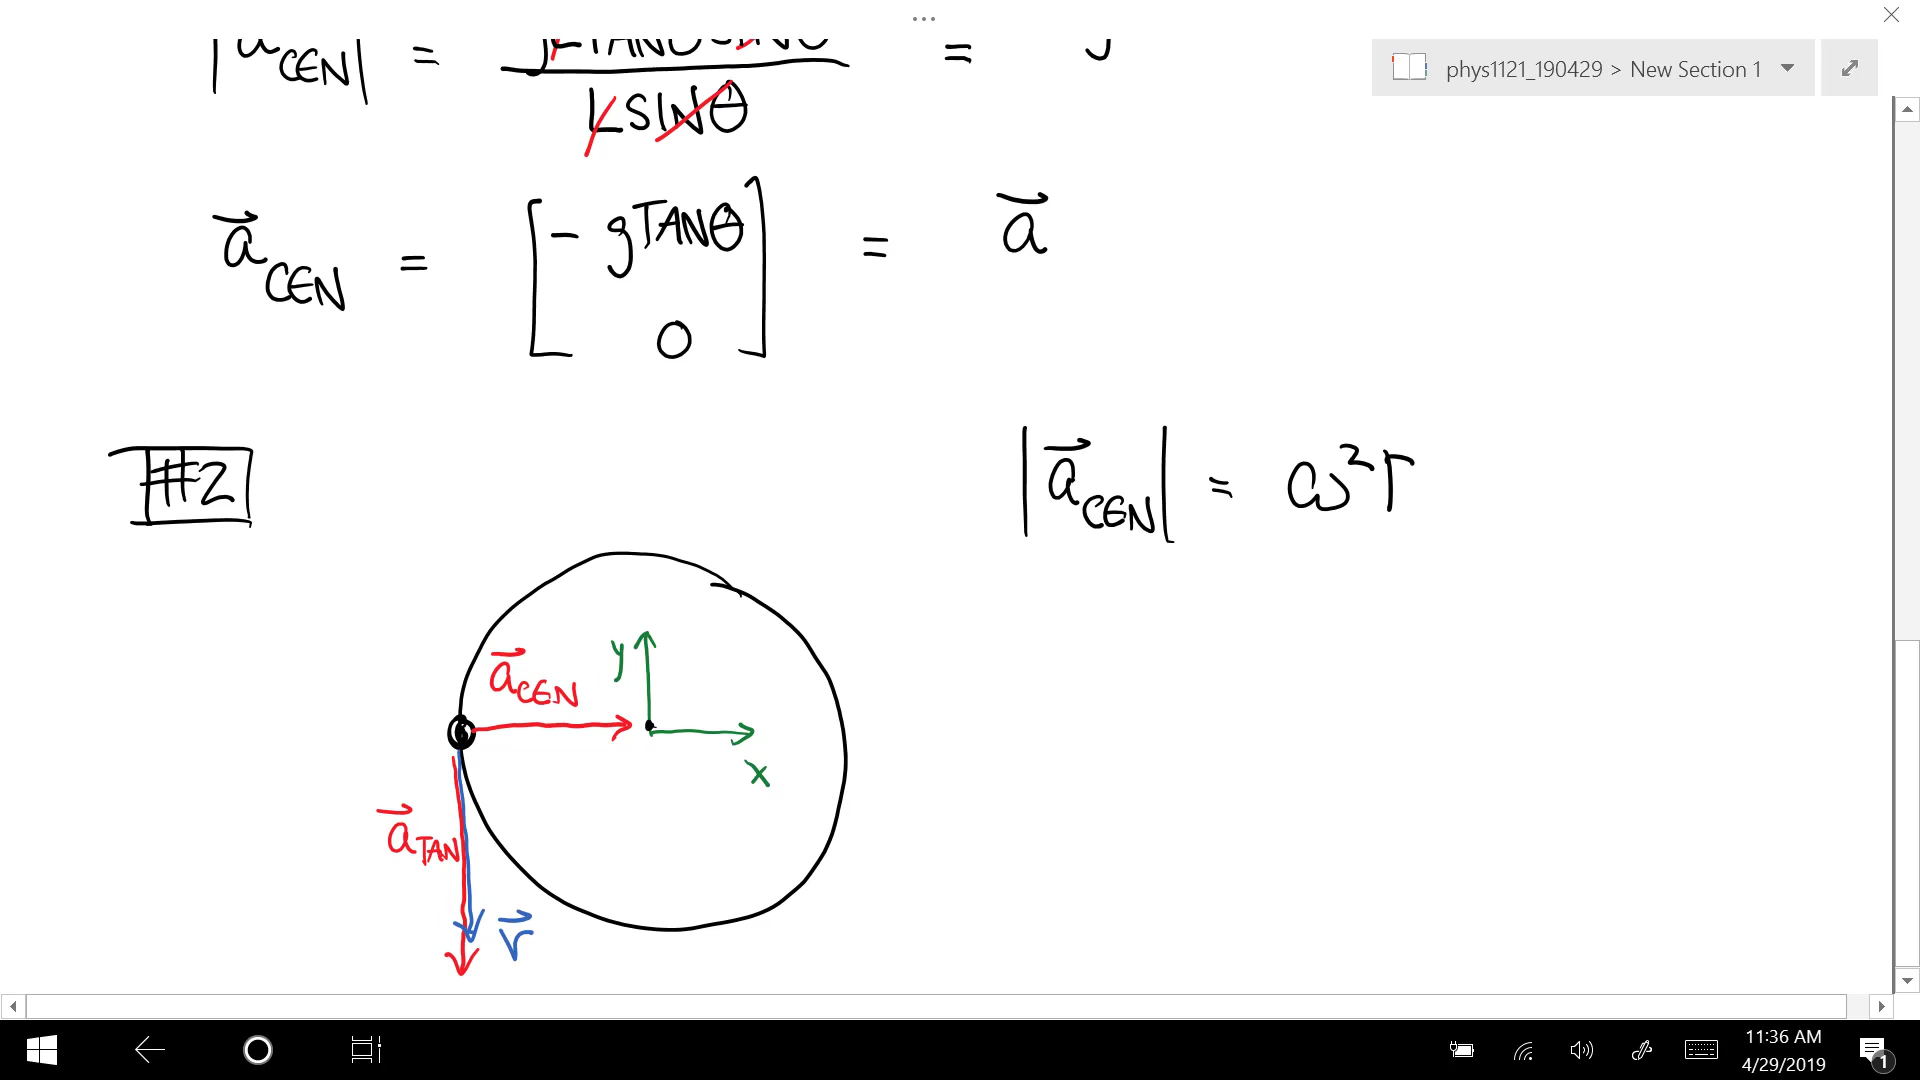 phys1121_190429 > New Section 1
|a⃗CEN| =
LSINθ
a⃗CEN = [-gTANθ 0] = a⃗
#2
|a⃗CEN| = ω²r
y
a⃗CEN
x
a⃗TAN
v⃗
11:36 AM
4/29/2019
1